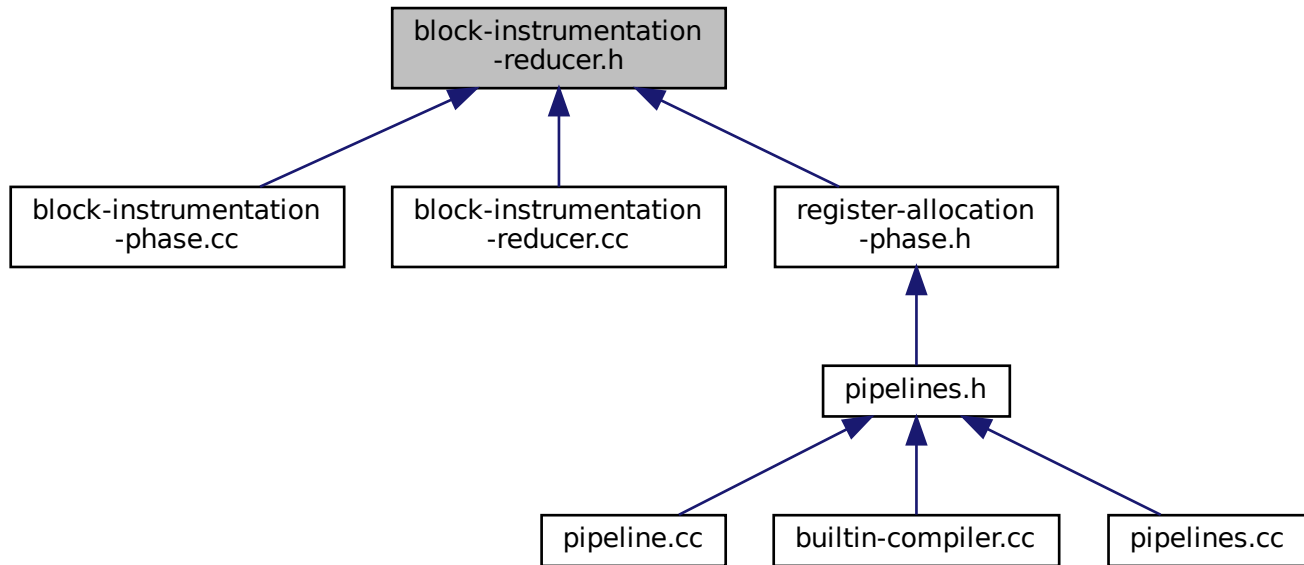 block-instrumentation
-reducer.h
block-instrumentation
-phase.cc
block-instrumentation
-reducer.cc
register-allocation
-phase.h
pipelines.h
pipeline.cc
builtin-compiler.cc
pipelines.cc